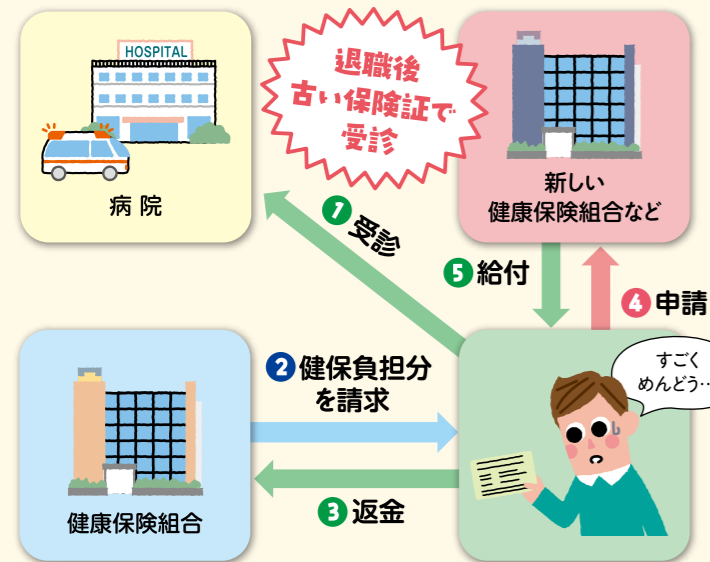 HOSPITAL
病院
退職後
古い保険証で
受診
新しい
健康保険組合など
❶受診
❺給付
❹申請
❷健保負担分
を請求
❸返金
健康保険組合
すごく
めんどう…